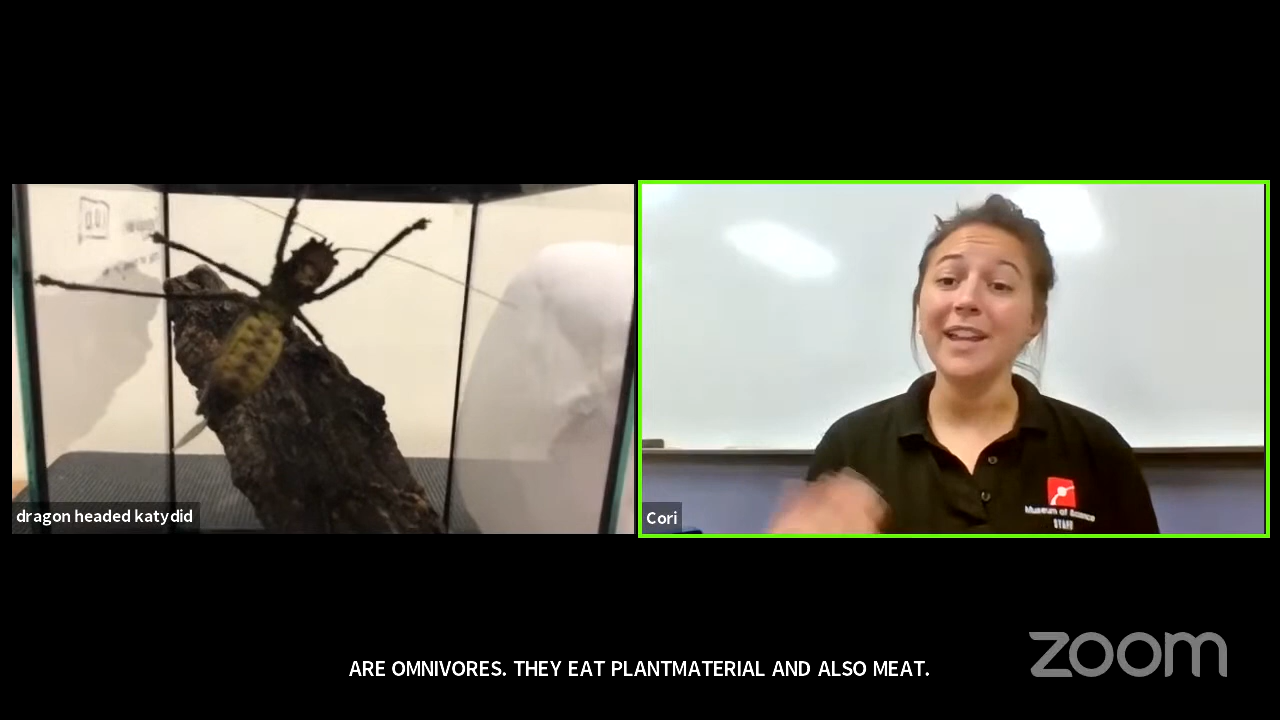 dragon headed katydid
Cori
Museum of Science
STAFF
ARE OMNIVORES. THEY EAT PLANTMATERIAL AND ALSO MEAT.
zoom